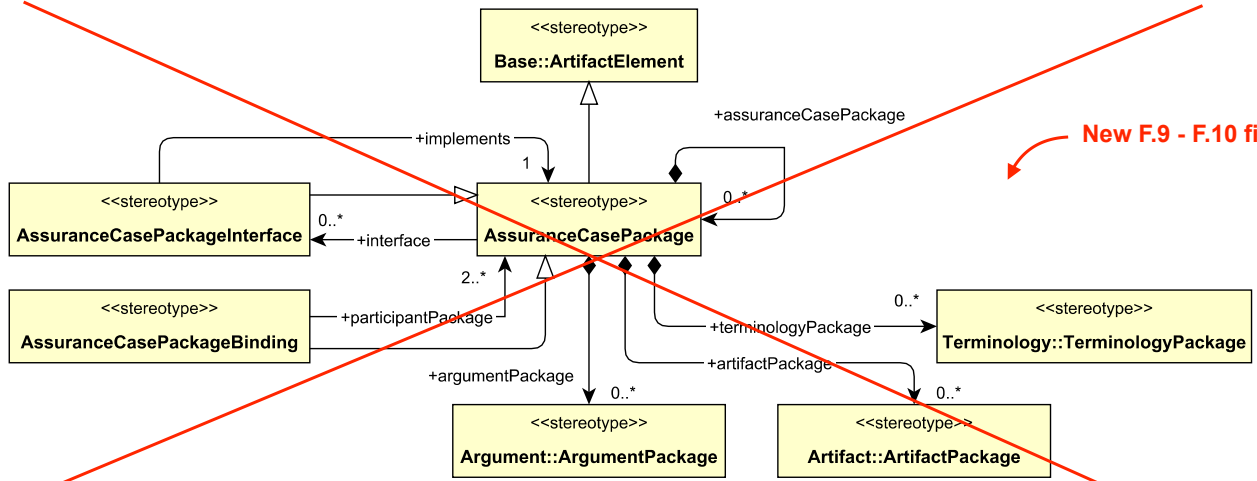 <<stereotype>>
Base::ArtifactElement
+assuranceCasePackage
New F.9 - F.10 fi
+implements
1
<<stereotype>>
AssuranceCasePackageInterface
0..*
+interface
<<stereotype>>
AssuranceCasePackage
0..*
2..*
<<stereotype>>
AssuranceCasePackageBinding
+participantPackage
0..*
+terminologyPackage
<<stereotype>>
Terminology::TerminologyPackage
+artifactPackage
+argumentPackage
0..*
0..*
<<stereotype>>
Argument::ArgumentPackage
<<stereotype>>
Artifact::ArtifactPackage